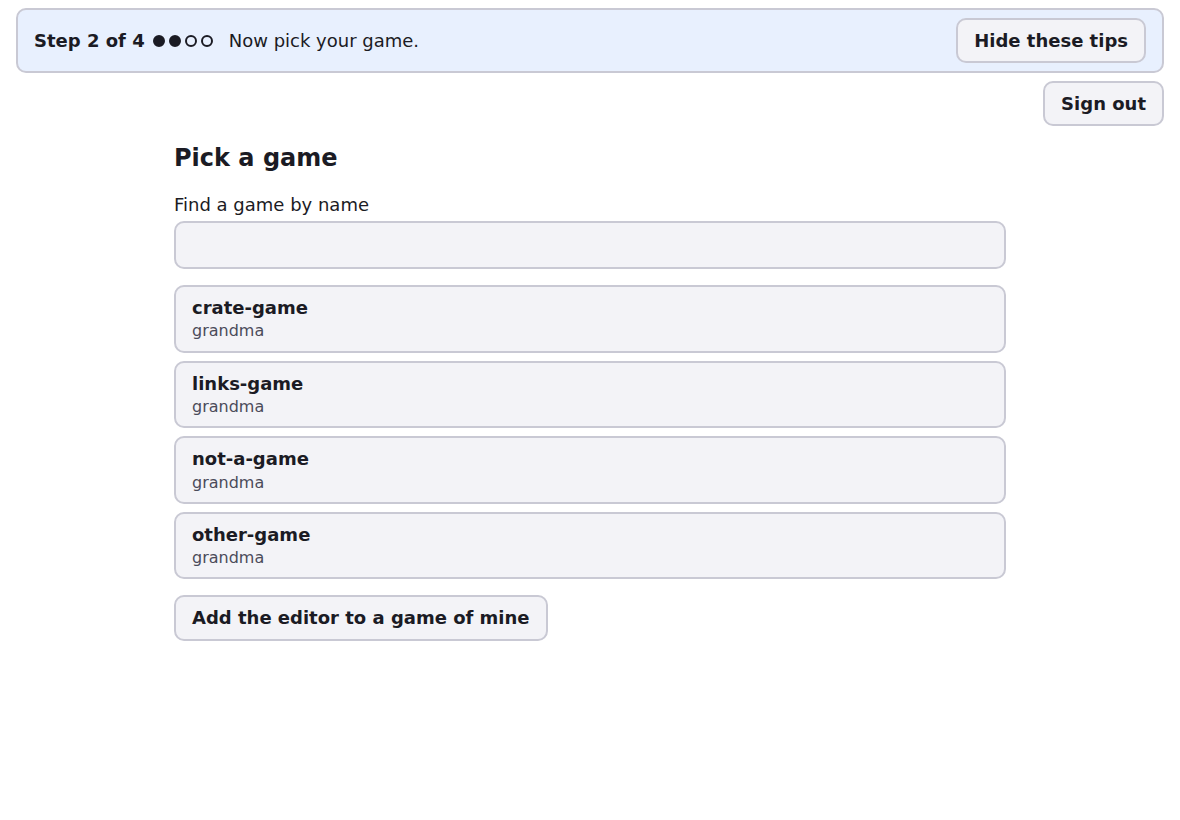 Step 2 of 4 Now pick your game. Hide these tips
Sign out
Pick a game
Find a game by name
crate-game
grandma
links-game
grandma
not-a-game
grandma
other-game
grandma
Add the editor to a game of mine